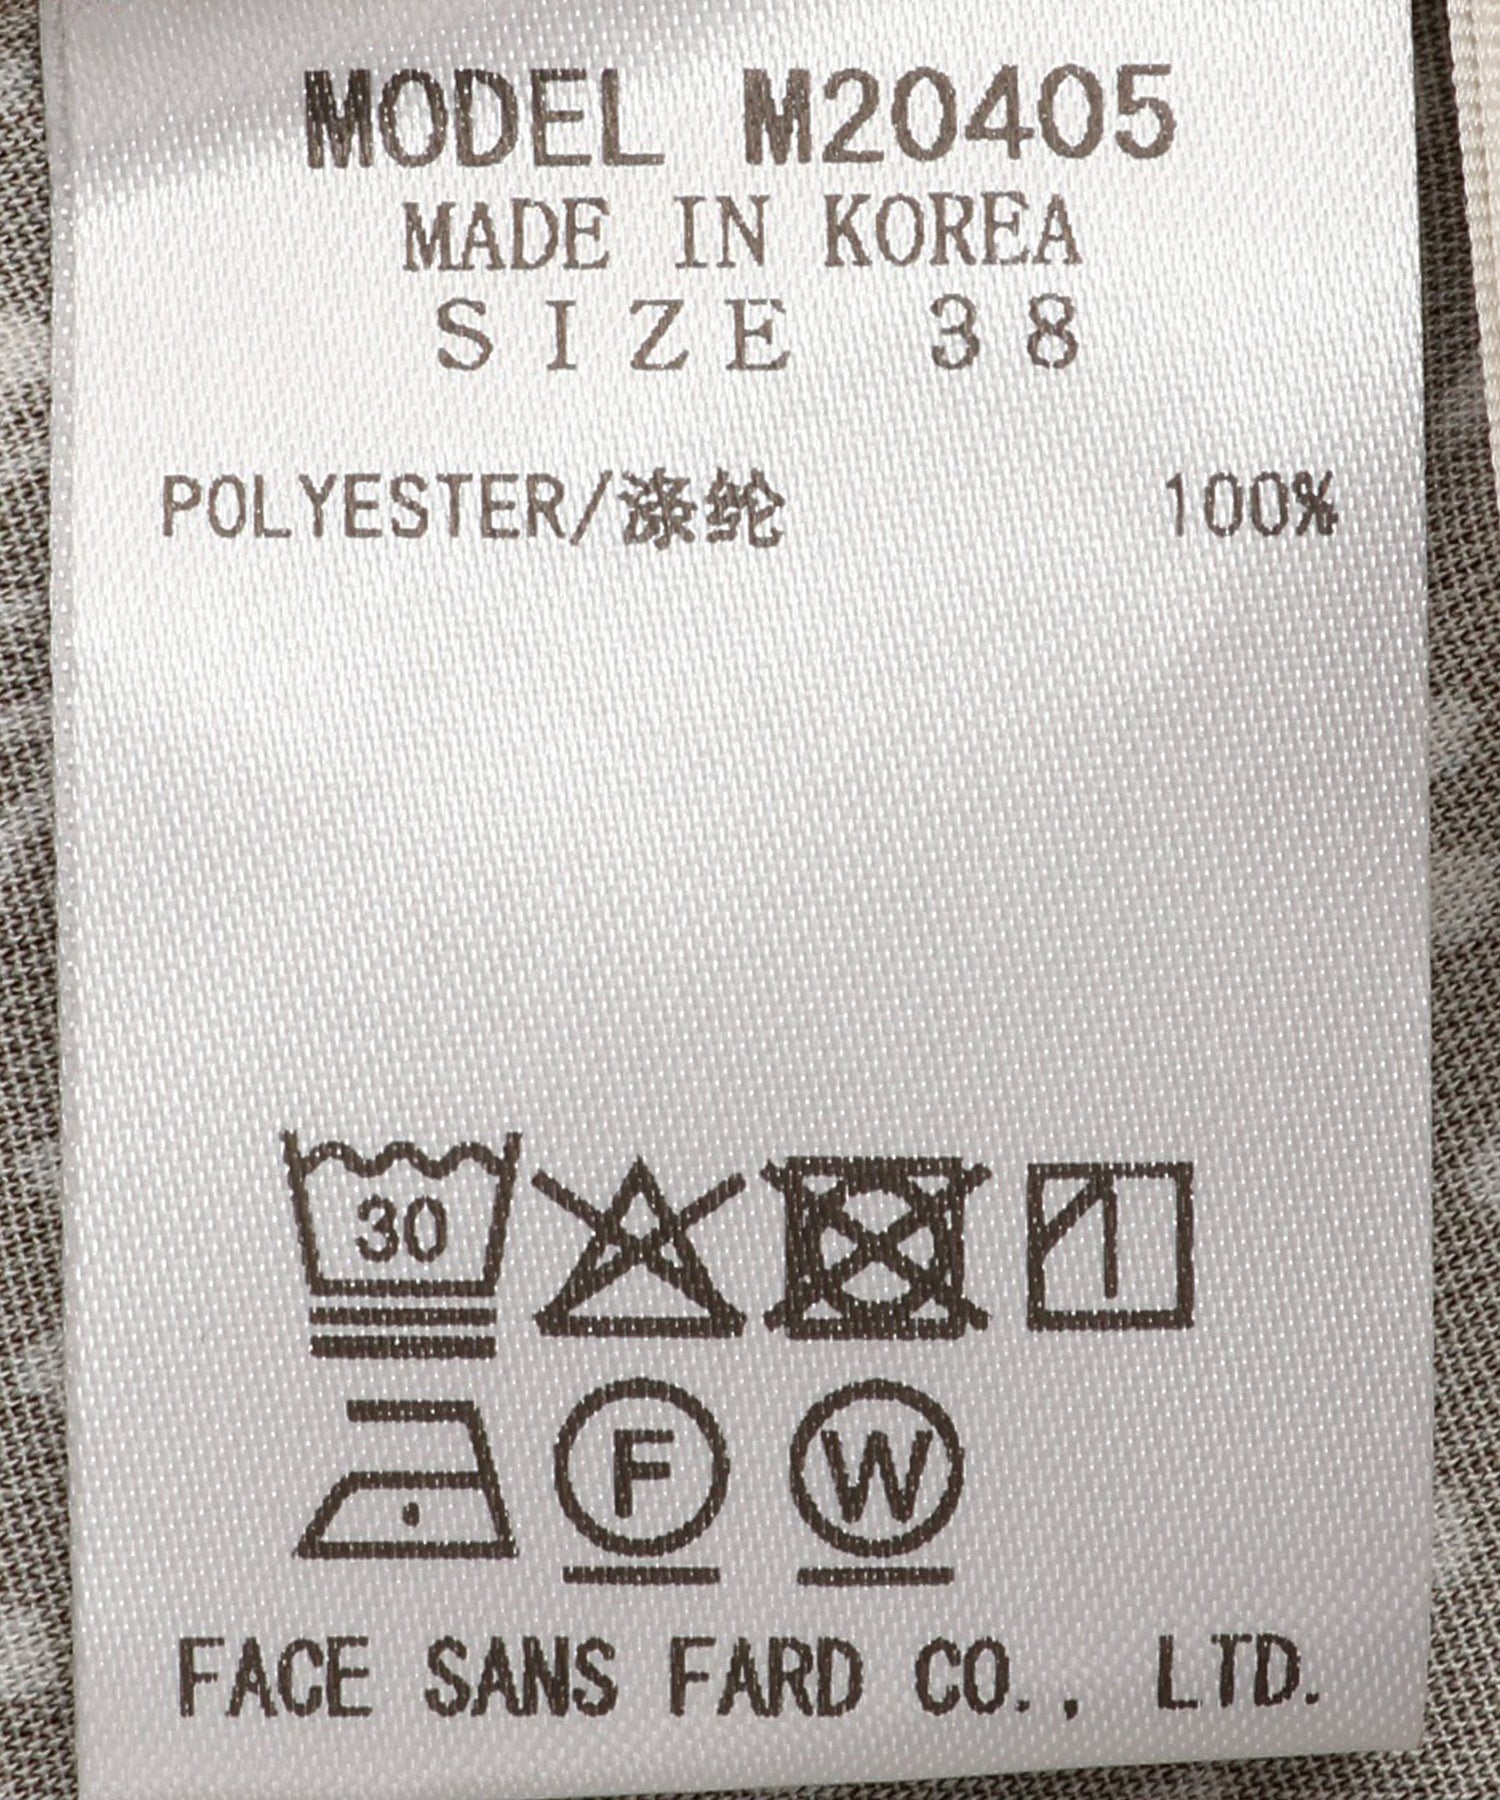 MODEL M20405
MADE IN KOREA
SIZE 38
POLYESTER/涤纶 100%
30
F W
FACE SANS FARD CO., LTD.